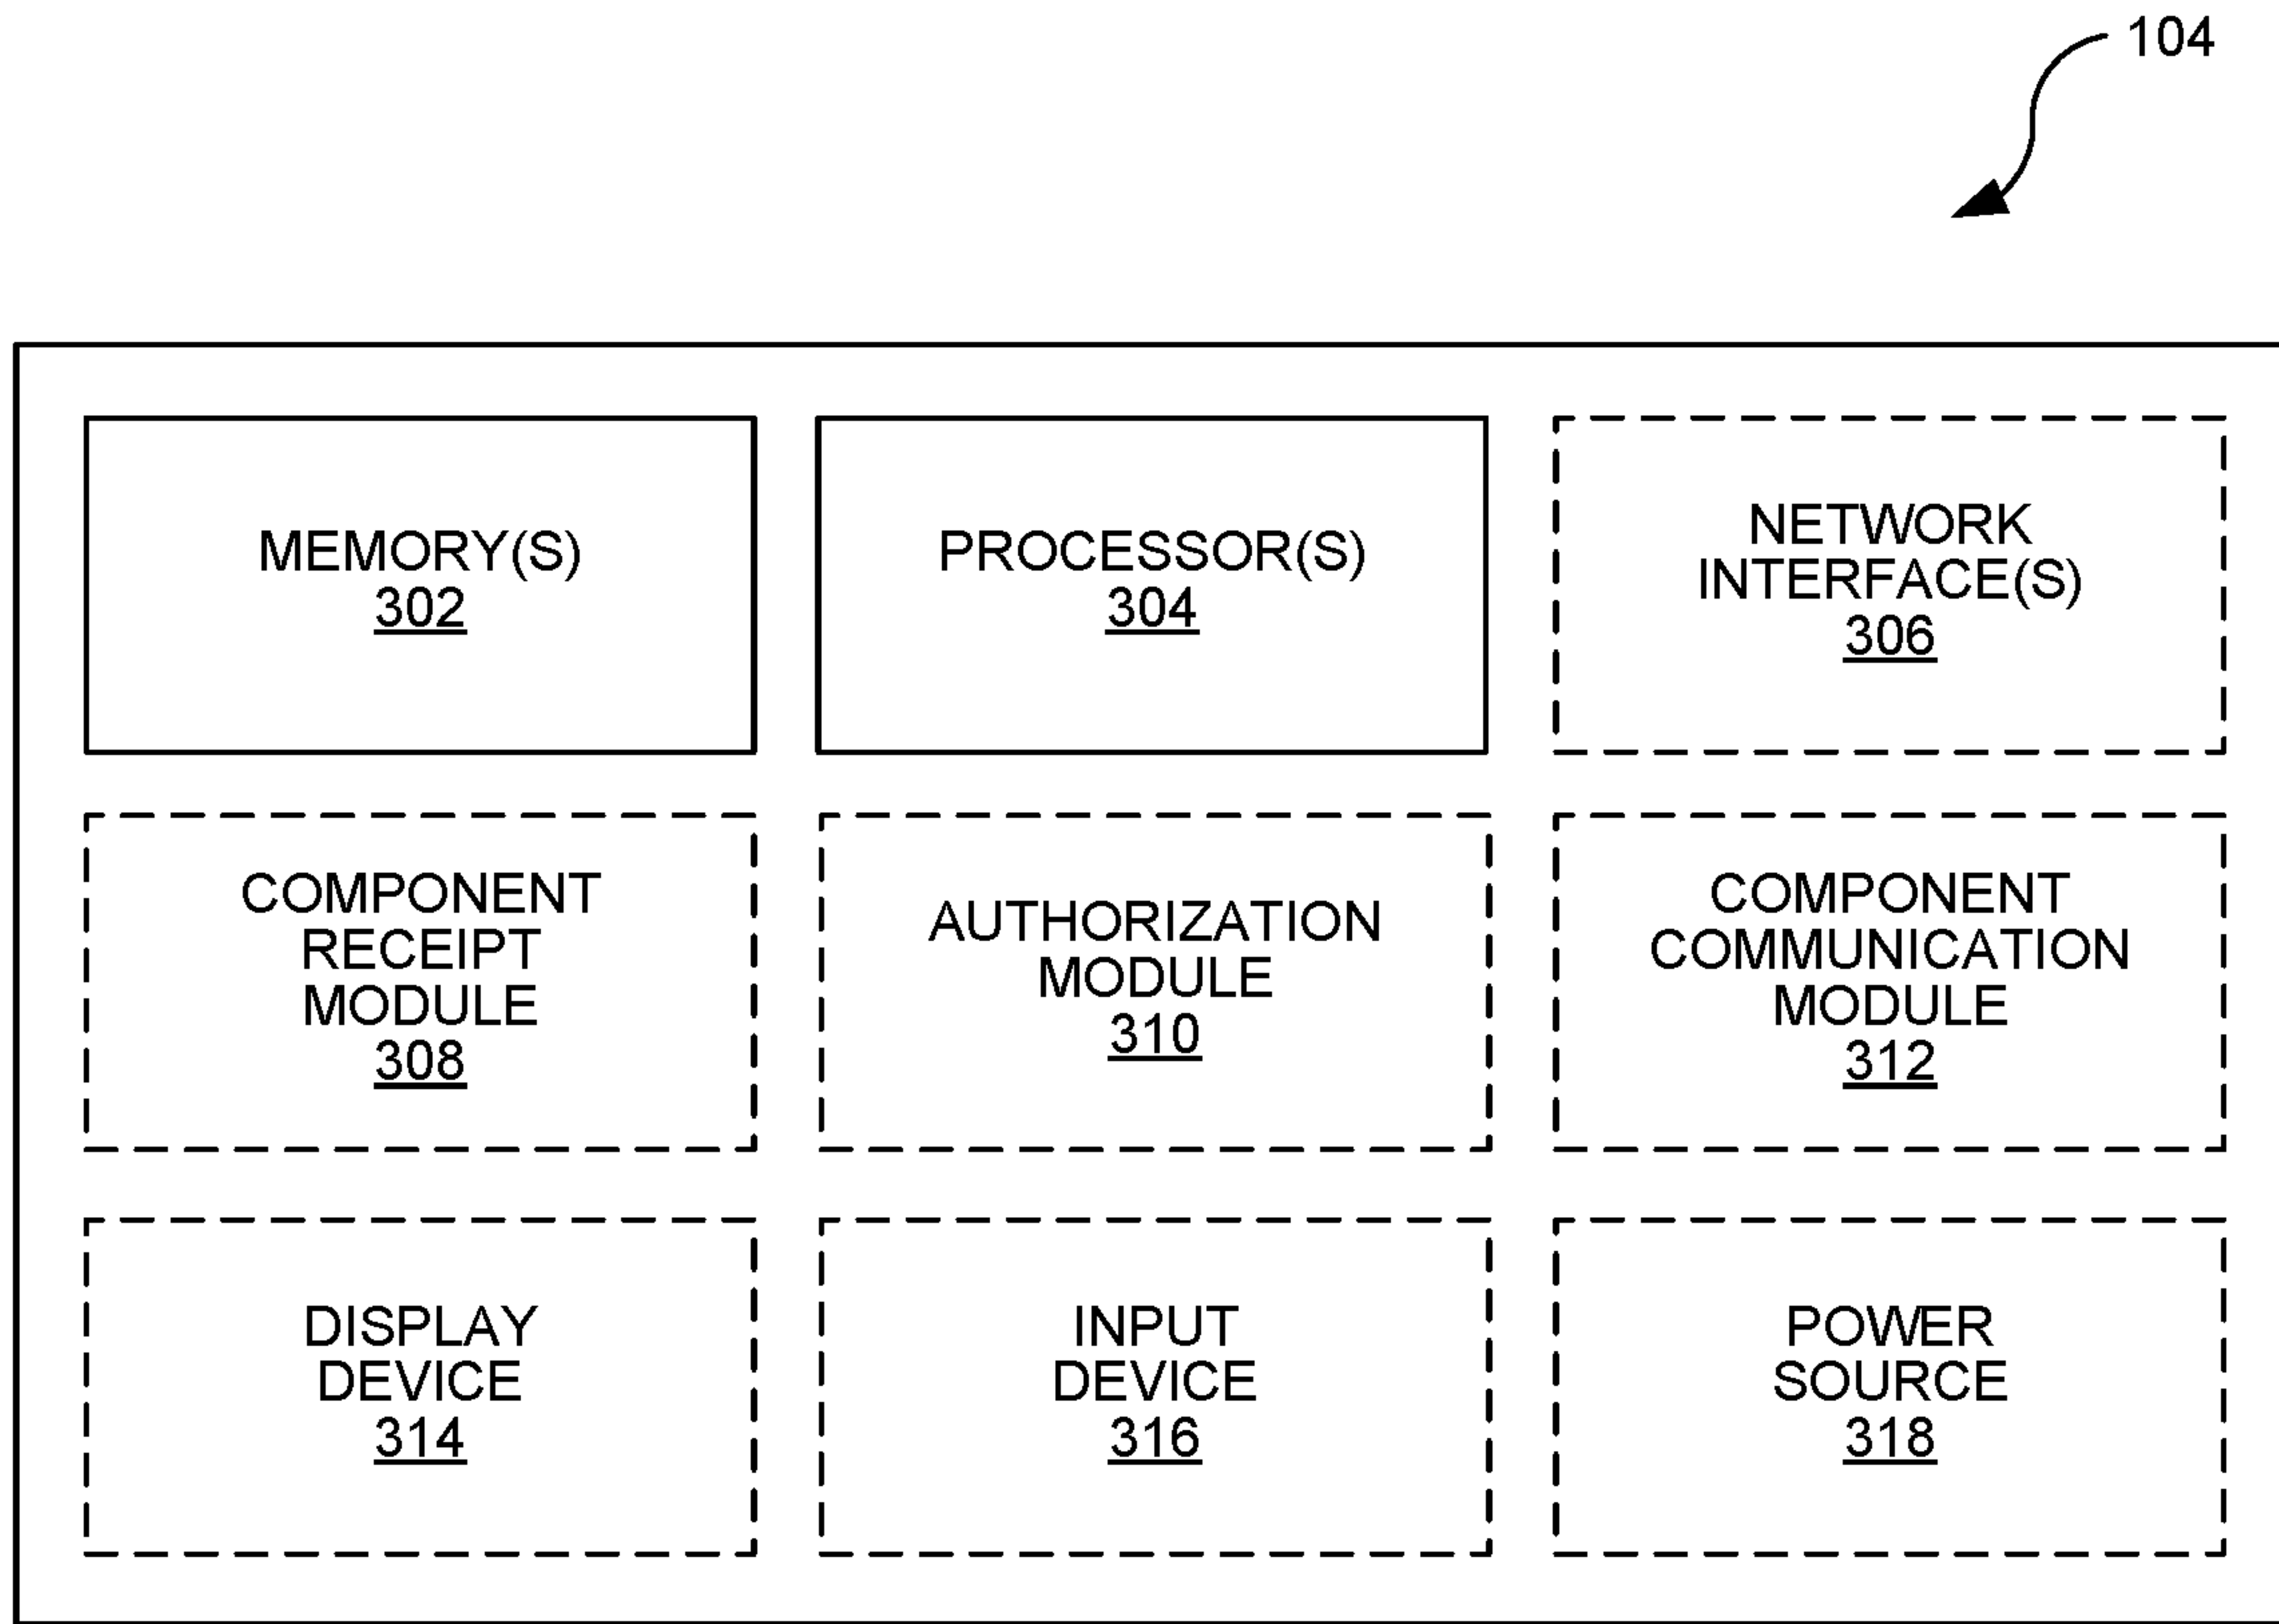 104
MEMORY(S)
302
PROCESSOR(S)
304
NETWORK
INTERFACE(S)
306
COMPONENT
RECEIPT
MODULE
308
AUTHORIZATION
MODULE
310
COMPONENT
COMMUNICATION
MODULE
312
DISPLAY
DEVICE
314
INPUT
DEVICE
316
POWER
SOURCE
318